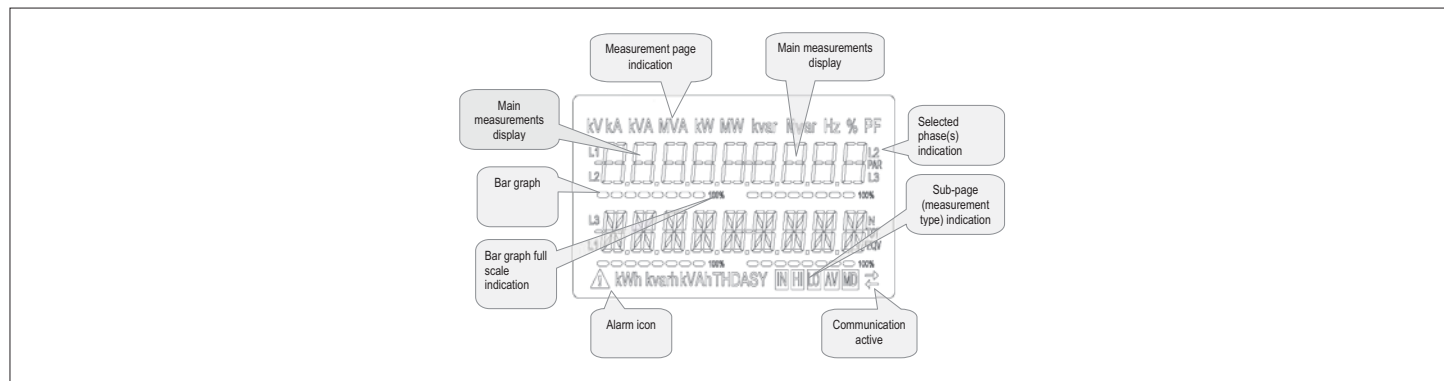 Measurement page
indication
Main measurements
display
Main
measurements
display
kV kA kVA MVA kW MW kvar Mvar Hz % PF
Selected
phase(s)
indication
L1
L2
PAR
L2
L3
Bar graph
100%
100%
Sub-page
(measurement
type) indication
L3
N
L1
EQV
Bar graph full
scale
indication
100%
100%
kWh kvarh kVAh THD ASY IN HI LO AV MD
Alarm icon
Communication
active